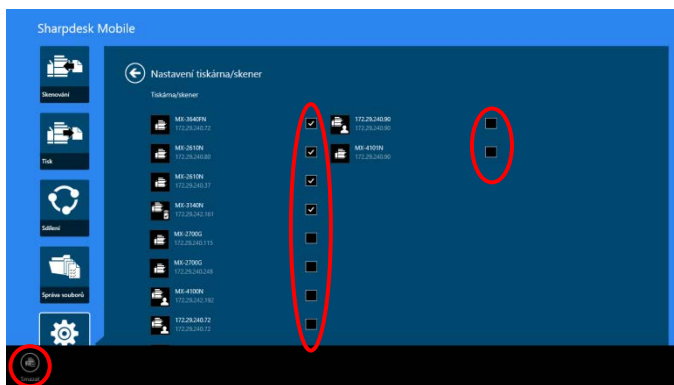 Sharpdesk Mobile
Skenování
Tisk
Sdílení
Správa souborů
Nastavení tiskárna/skener
Tiskárna/skener
MX-3640FN
172.29.240.72
MX-2610N
172.29.240.80
MX-2610N
172.29.240.37
MX-3140N
172.29.242.161
MX-2700G
172.29.240.115
MX-2700G
172.29.240.248
MX-4100N
172.29.242.182
172.29.240.72
172.29.240.72
172.29.240.90
172.29.240.90
MX-4101N
172.29.240.90